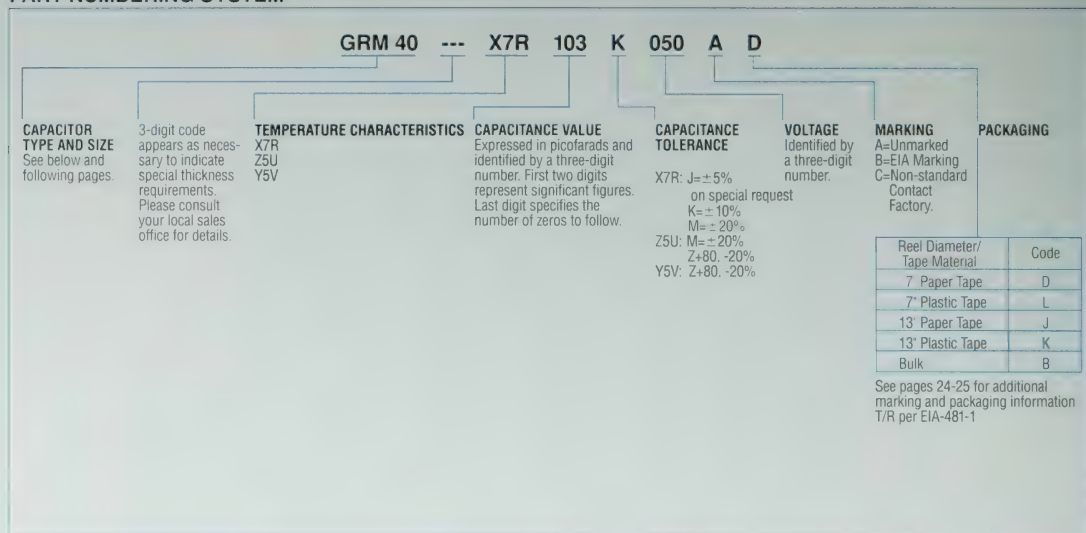 PART NUMBERING SYSTEM
GRM 40 --- X7R 103 K 050 A D
CAPACITOR
TYPE AND SIZE
See below and
following pages.
3-digit code
appears as neces-
sary to indicate
special thickness
requirements.
Please consult
your local sales
office for details.
TEMPERATURE CHARACTERISTICS
X7R
Z5U
Y5V
CAPACITANCE VALUE
Expressed in picofarads and
identified by a three-digit
number. First two digits
represent significant figures.
Last digit specifies the
number of zeros to follow.
CAPACITANCE
TOLERANCE
X7R: J=±5%
on special request
K=±10%
M=±20%
Z5U: M=±20%
Z+80. -20%
Y5V: Z+80. -20%
VOLTAGE
Identified by
a three-digit
number.
MARKING
A=Unmarked
B=EIA Marking
C=Non-standard
Contact
Factory.
PACKAGING
Reel Diameter/
Tape Material Code
7" Paper Tape D
7" Plastic Tape L
13" Paper Tape J
13" Plastic Tape K
Bulk B
See pages 24-25 for additional
marking and packaging information
T/R per EIA-481-1